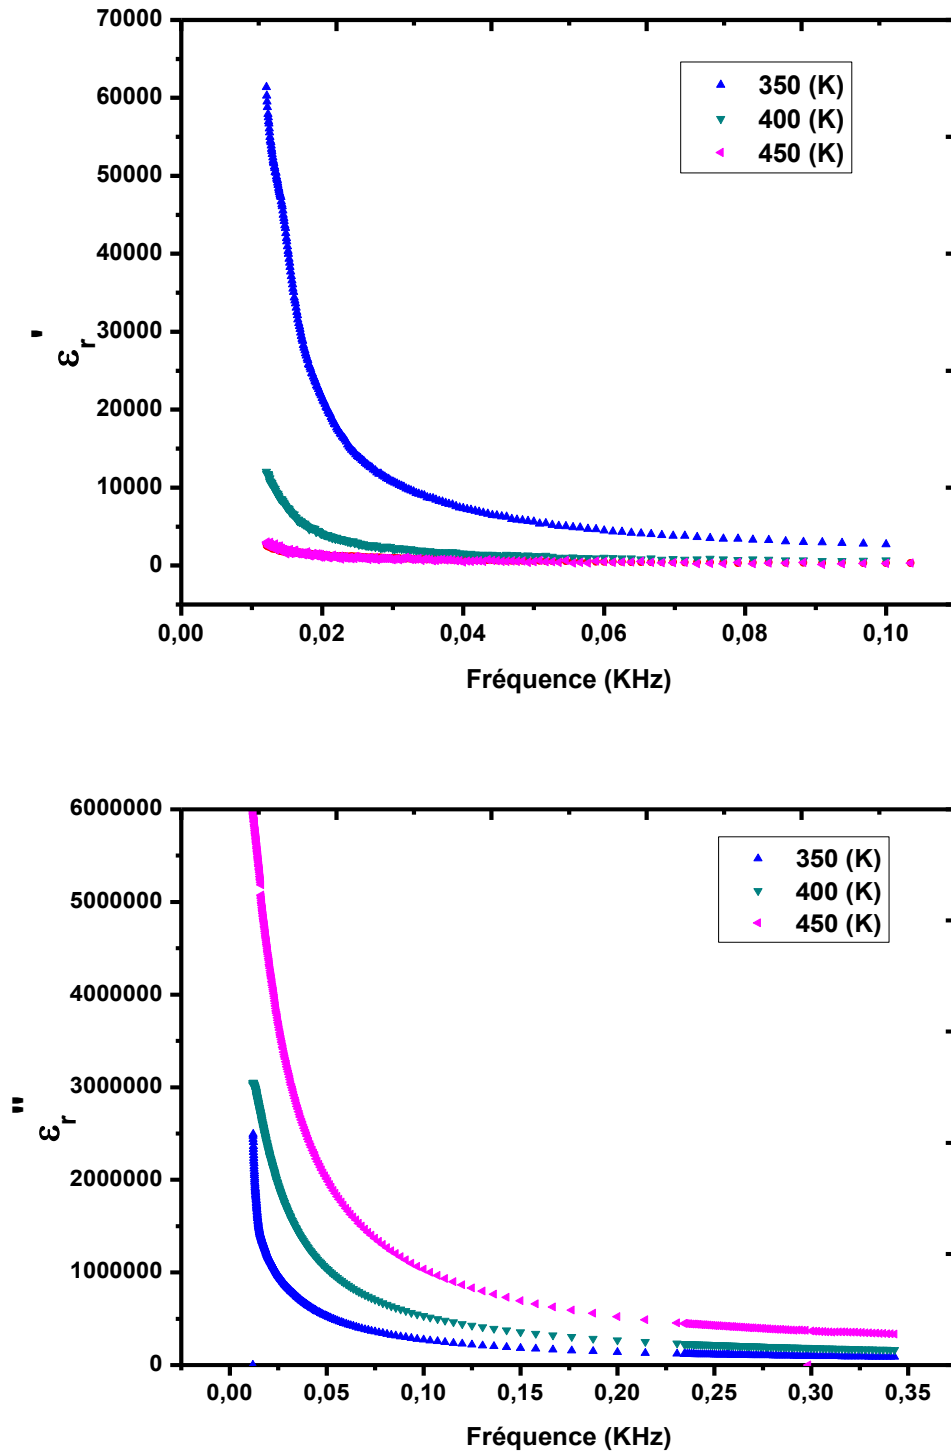 70000
60000
50000
40000
30000
20000
10000
0
εr'
350 (K)
400 (K)
450 (K)
0,00 0,02 0,04 0,06 0,08 0,10
Fréquence (KHz)
6000000
5000000
4000000
3000000
2000000
1000000
0
εr"
350 (K)
400 (K)
450 (K)
0,00 0,05 0,10 0,15 0,20 0,25 0,30 0,35
Fréquence (KHz)